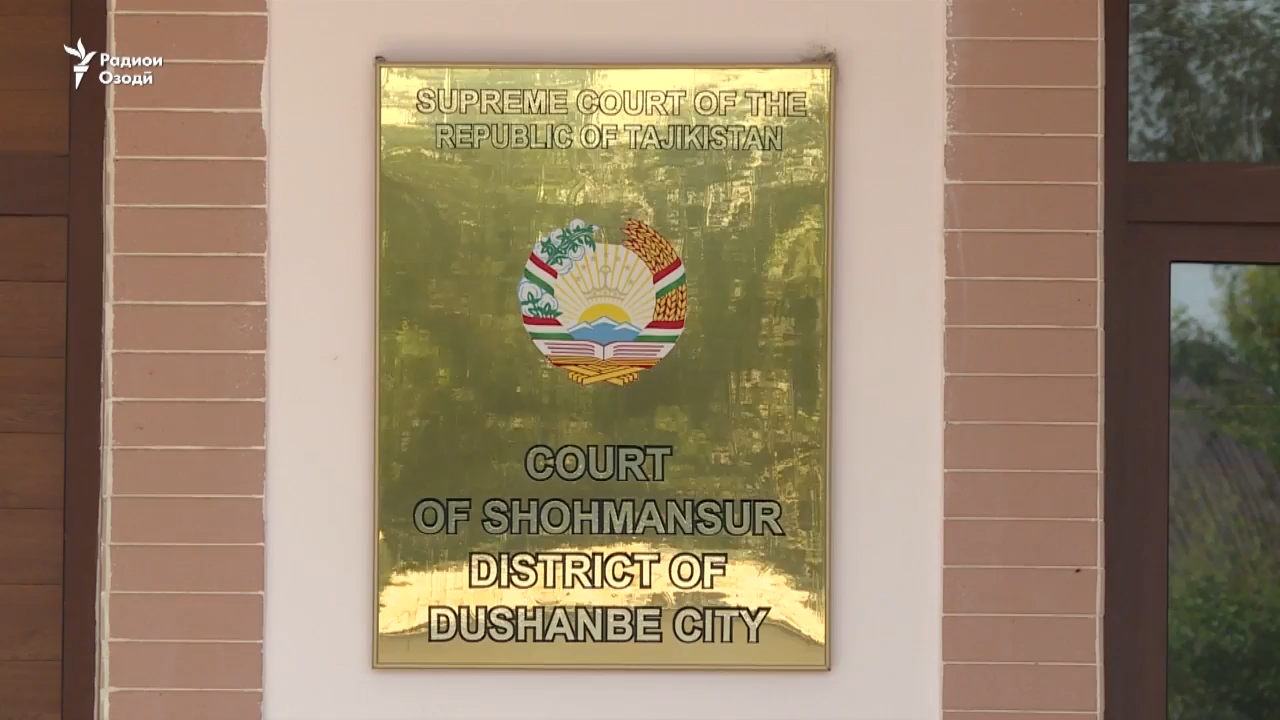 Радиои
Озодӣ
SUPREME COURT OF THE
REPUBLIC OF TAJIKISTAN
COURT
OF SHOHMANSUR
DISTRICT OF
DUSHANBE CITY